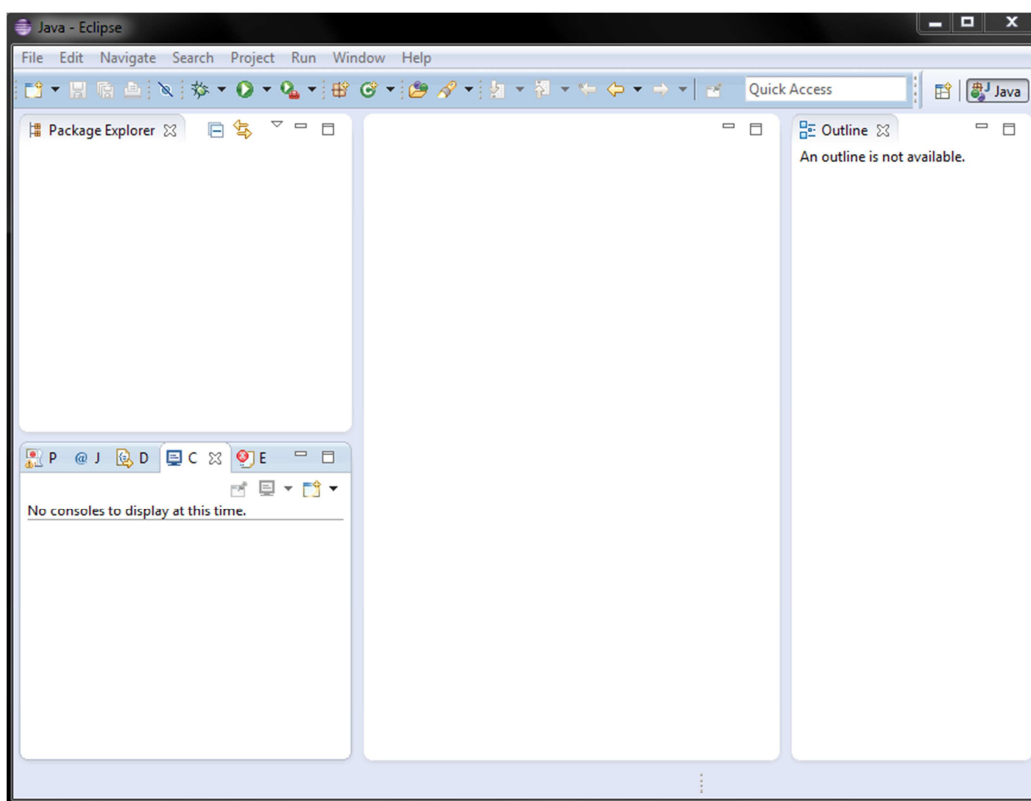 Java - Eclipse
File Edit Navigate Search Project Run Window Help
Quick Access
Java
Package Explorer
Outline
An outline is not available.
P @ J D C E
No consoles to display at this time.